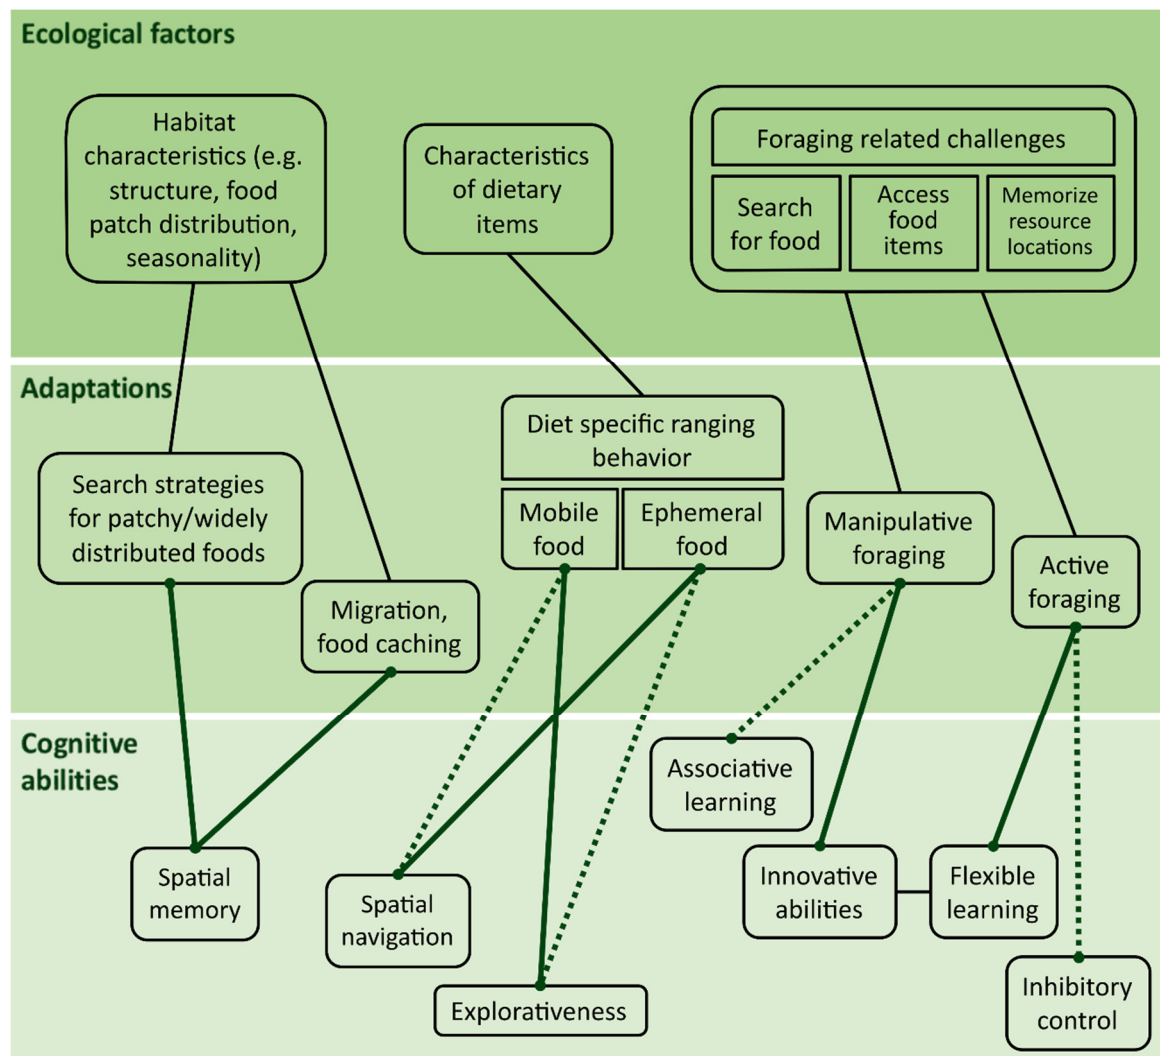 Ecological factors
Habitat
characteristics (e.g.
structure, food
patch distribution,
seasonality)
Characteristics
of dietary
items
Foraging related challenges
Search
for food
Access
food
items
Memorize
resource
locations
Adaptations
Search strategies
for patchy/widely
distributed foods
Migration,
food caching
Diet specific ranging
behavior
Mobile
food
Ephemeral
food
Manipulative
foraging
Active
foraging
Cognitive
abilities
Spatial
memory
Spatial
navigation
Explorativeness
Associative
learning
Innovative
abilities
Flexible
learning
Inhibitory
control